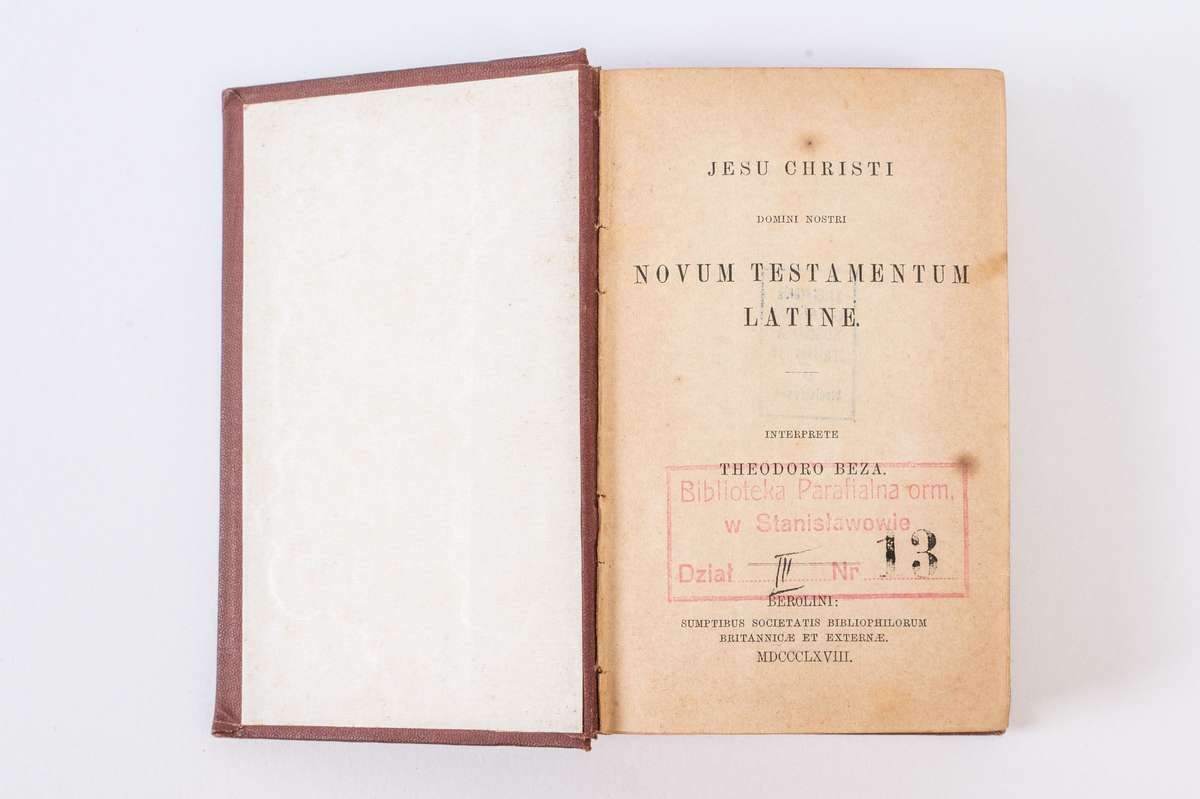 JESU CHRISTI
DOMINI NOSTRI
NOVUM TESTAMENTUM
LATINE.
INTERPRETE
THEODORO BEZA.
Biblioteka Parafialna orm.
w Stanisławowie
Dział III Nr 13
BEROLINI:
SUMPTIBUS SOCIETATIS BIBLIOPHILORUM
BRITANNICÆ ET EXTERNÆ.
MDCCCLXVIII.